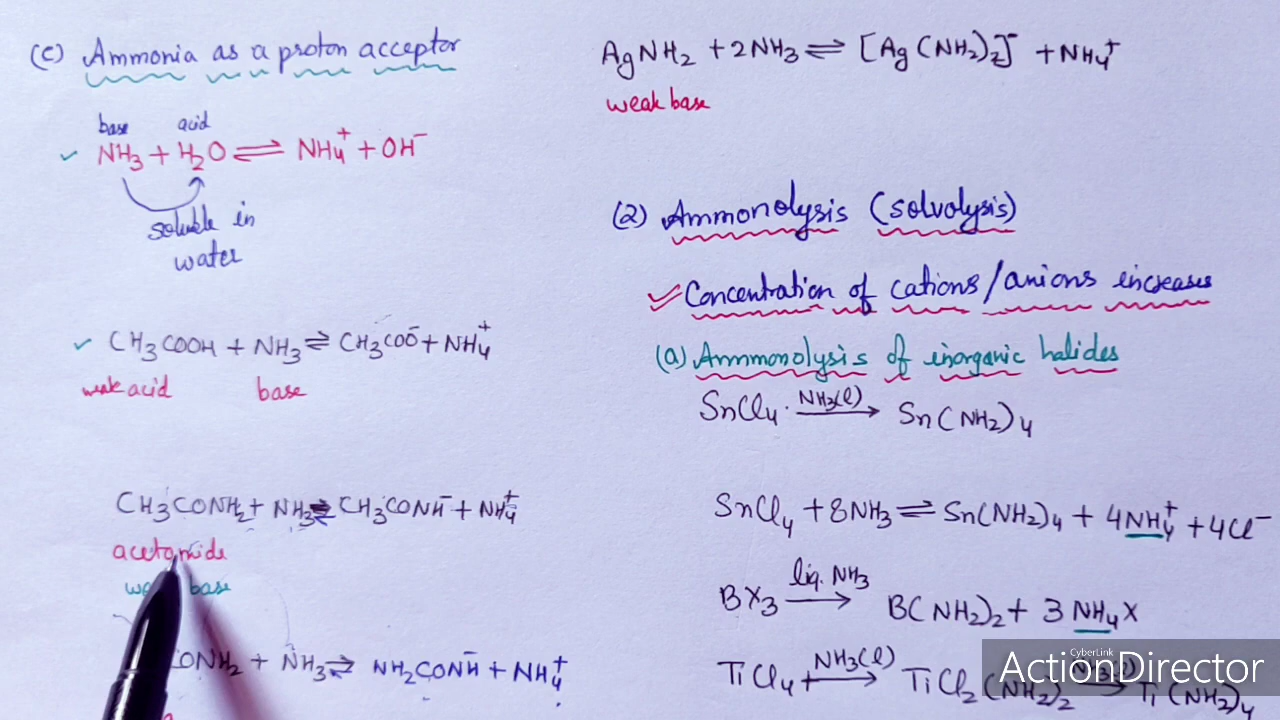 (c) Ammonia as a proton acceptor
base acid
NH3 + H2O ⇌ NH4+ + OH-
soluble in
water
CH3COOH + NH3 ⇌ CH3COO- + NH4+
weak acid base
CH3CONH2 + NH3 ⇌ CH3CONH- + NH4+
acetamide
base
CONH2 + NH3 ⇌ NH2CONH- + NH4+
AgNH2 + 2NH3 ⇌ [Ag(NH2)2]- + NH4+
weak base
(2) Ammonolysis (solvolysis)
Concentration of cations/anions increases
(a) Ammonolysis of inorganic halides
SnCl4 NH3(l) → Sn(NH2)4
SnCl4 + 8NH3 ⇌ Sn(NH2)4 + 4NH4+ + 4Cl-
BX3 liq. NH3 → B(NH2)2 + 3NH4X
TiCl4 + NH3(l) → TiCl2(NH2)2 → Ti(NH2)4
CyberLink
ActionDirector